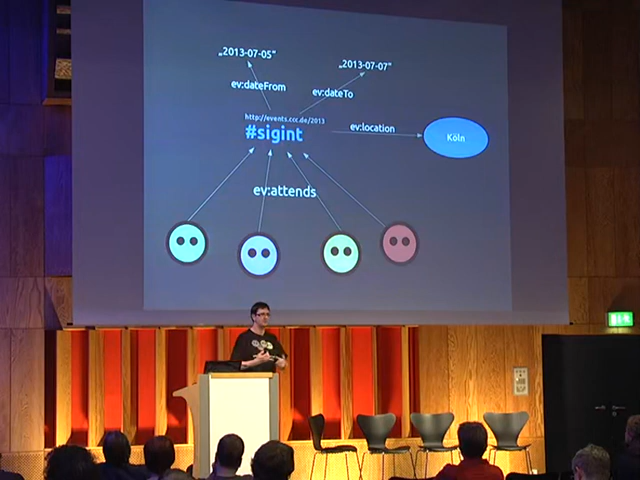 „2013-07-05"
„2013-07-07"
ev:dateFrom
ev:dateTo
http://events.ccc.de/2013
#sigint
ev:location
Köln
ev:attends